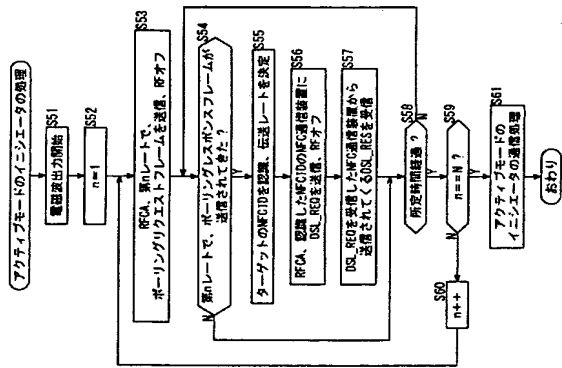 アクティブモードのイニシエータの処理
S51
電磁波出力開始
S52
n=1
S53
RFCA、第nレートで、
ポーリングリクエストフレームを送信、RFオフ
S54
第nレートで、ポーリングレスポンスフレームが
送信されてきた?
N
Y
S55
ターゲットのNFCIDを認識、伝送レートを決定
S56
RFCA、認識したNFCIDのNFC通信装置に
DSL_REQを送信、RFオフ
S57
DSL_REQを受信したNFC通信装置から
送信されてくるDSL_RESを受信
S58
所定時間経過?
N
Y
S59
n==N?
N
Y
S60
n++
S61
アクティブモードの
イニシエータの通信処理
おわり